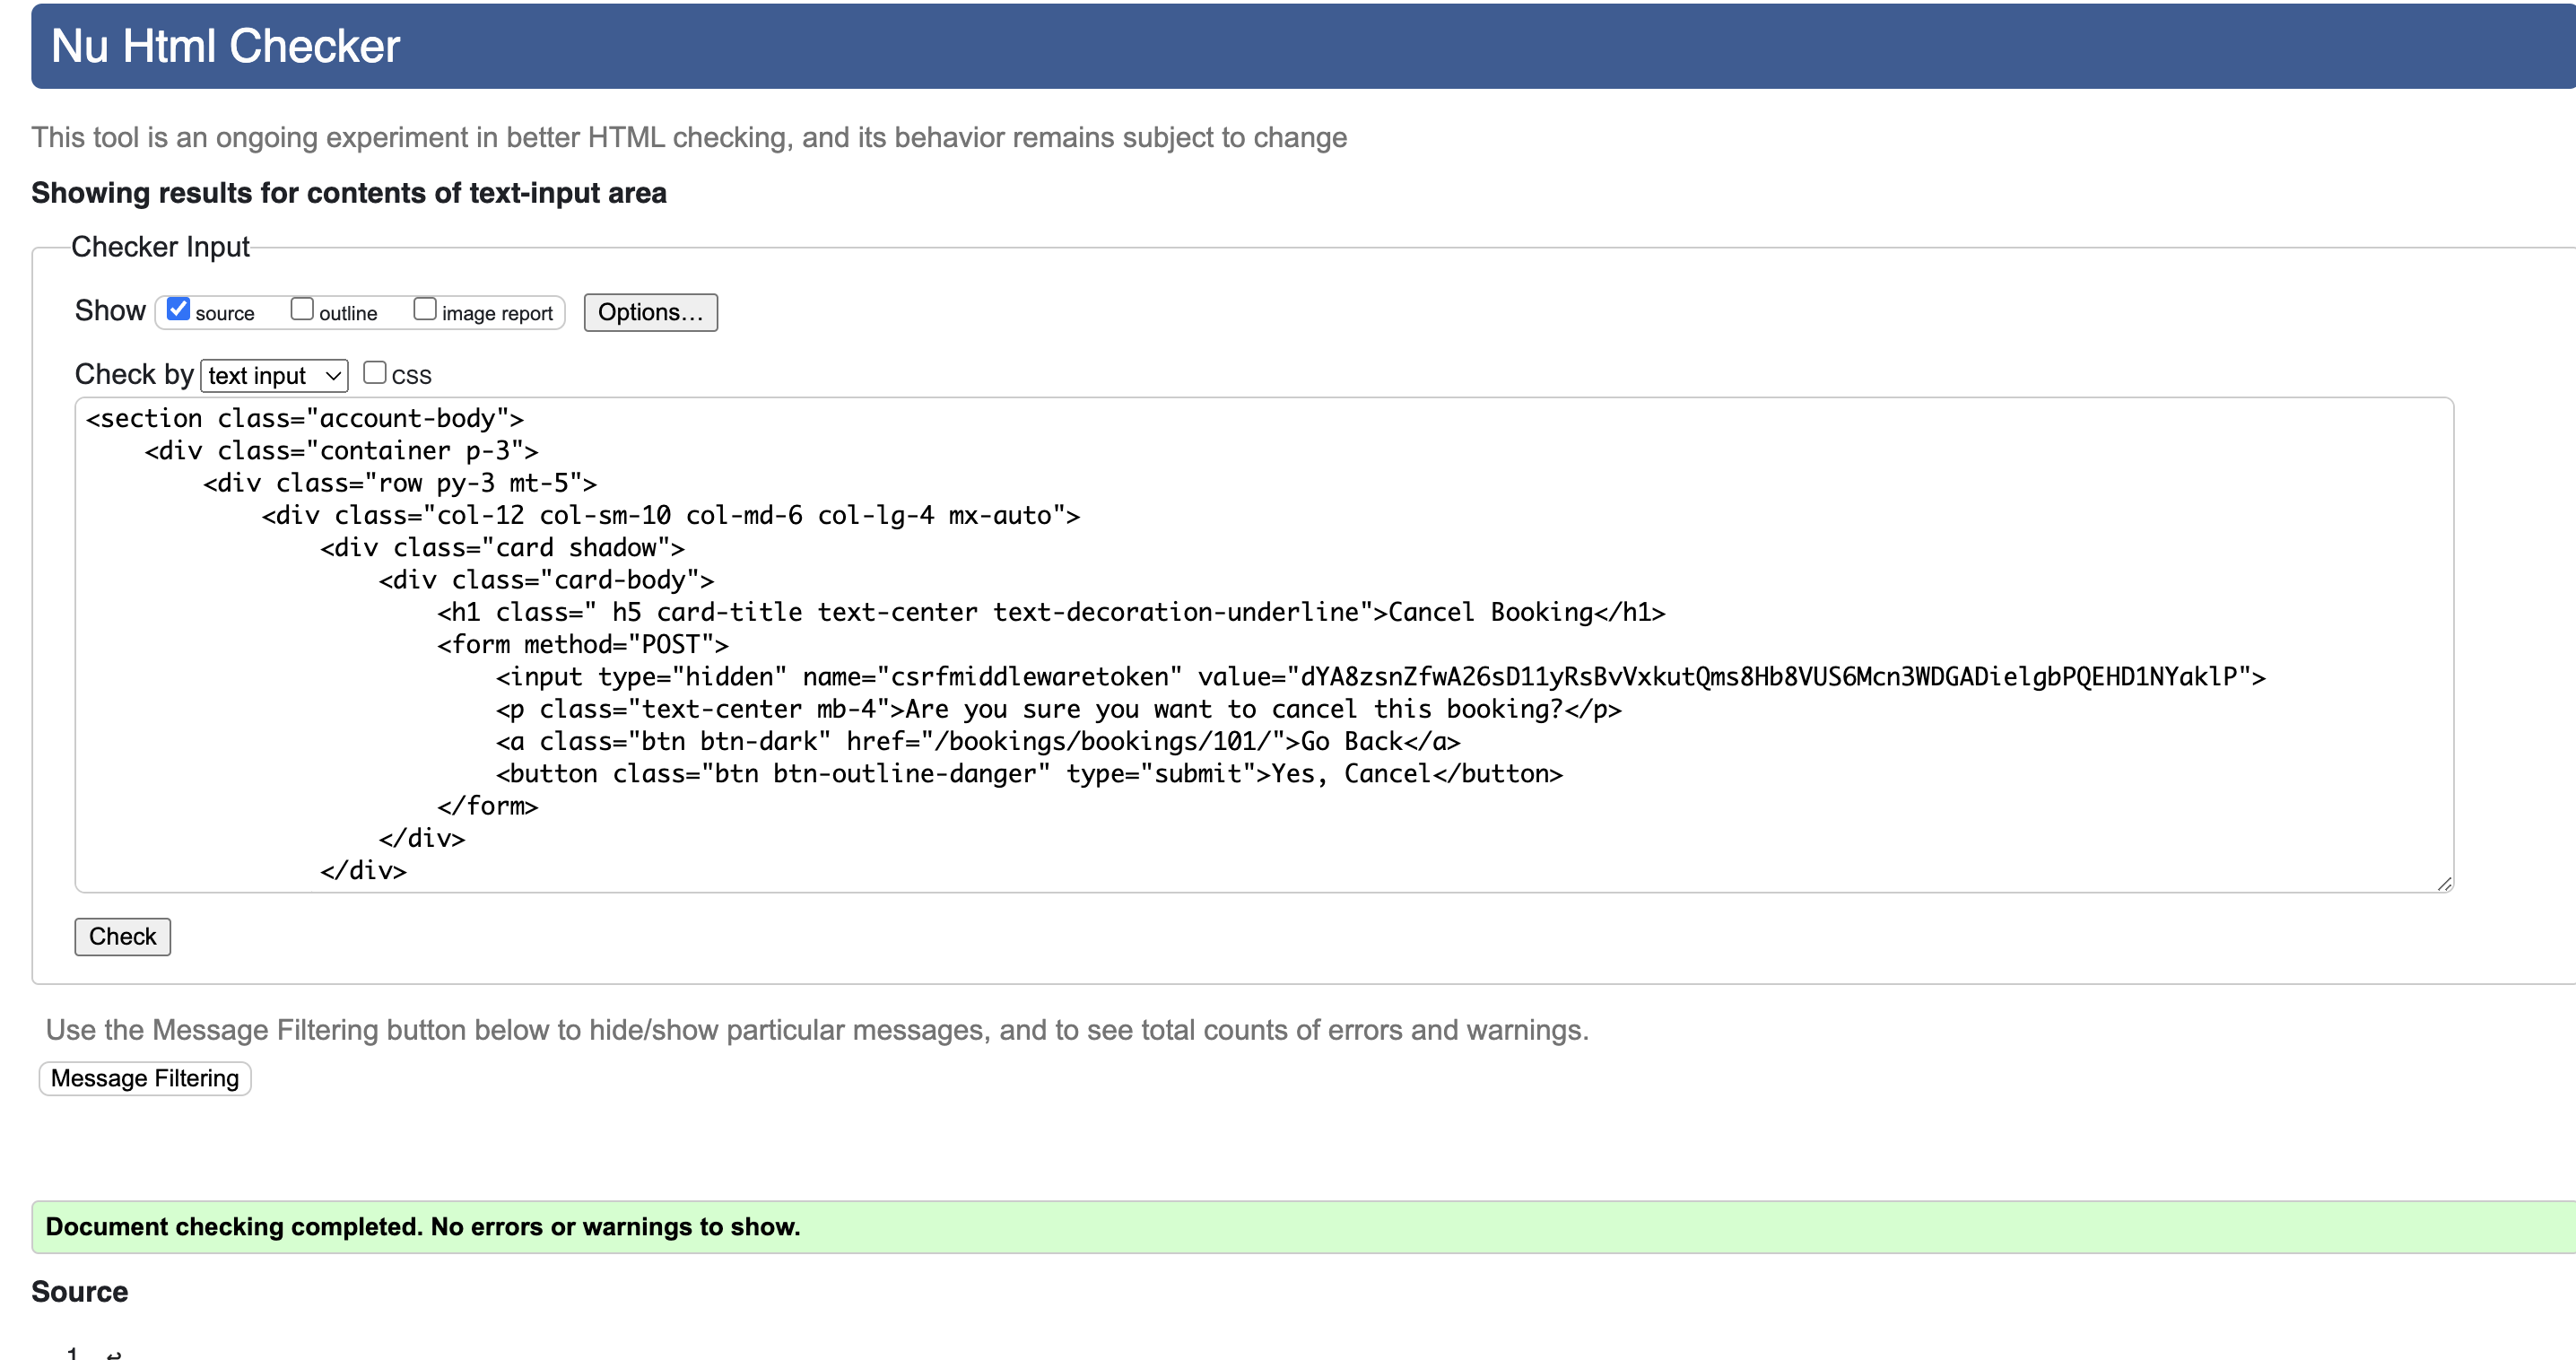 Nu Html Checker
This tool is an ongoing experiment in better HTML checking, and its behavior remains subject to change
Showing results for contents of text-input area
Checker Input
Show source outline image report Options...
Check by text input CSS
<section class="account-body">
<div class="container p-3">
<div class="row py-3 mt-5">
<div class="col-12 col-sm-10 col-md-6 col-lg-4 mx-auto">
<div class="card shadow">
<div class="card-body">
<h1 class=" h5 card-title text-center text-decoration-underline">Cancel Booking</h1>
<form method="POST">
<input type="hidden" name="csrfmiddlewaretoken" value="dYA8zsnZfwA26sD11yRsBvVxkutQms8Hb8VUS6Mcn3WDGADielgbPQEHD1NYaklP">
<p class="text-center mb-4">Are you sure you want to cancel this booking?</p>
<a class="btn btn-dark" href="/bookings/bookings/101/">Go Back</a>
<button class="btn btn-outline-danger" type="submit">Yes, Cancel</button>
</form>
</div>
</div>
Check
Use the Message Filtering button below to hide/show particular messages, and to see total counts of errors and warnings.
Message Filtering
Document checking completed. No errors or warnings to show.
Source
1. ↩